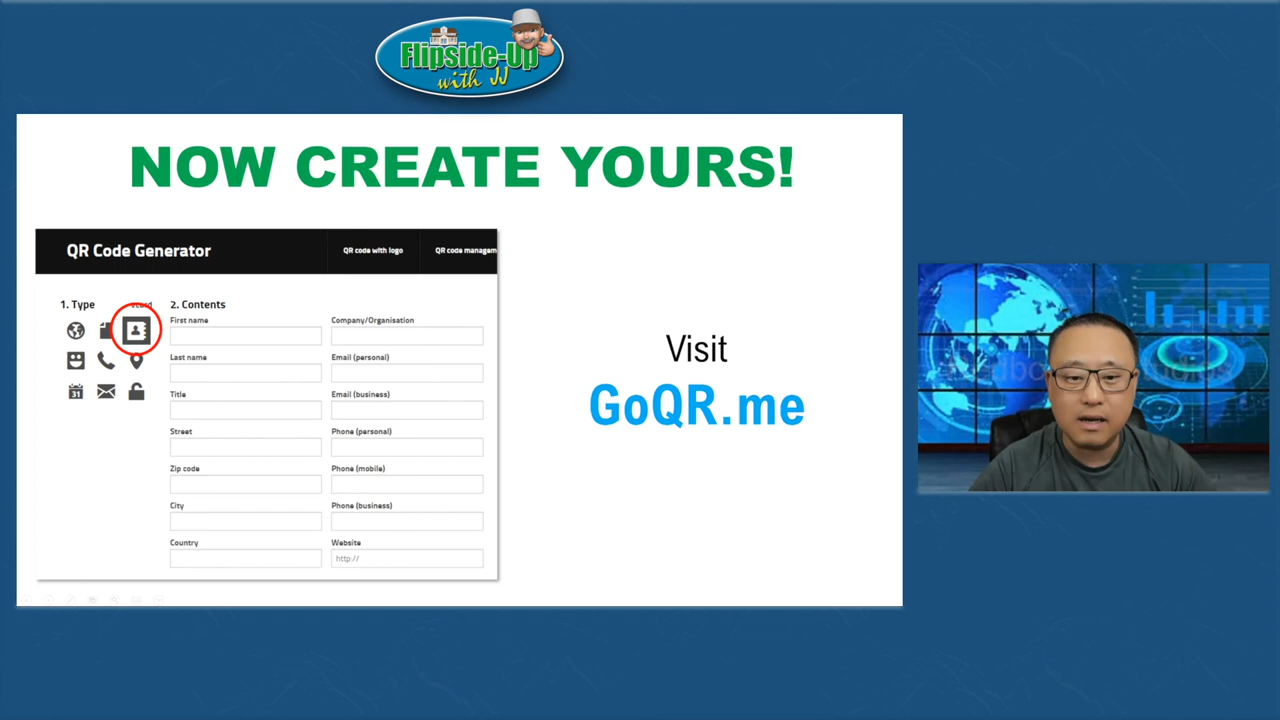 Flipside-Up
with JJ
NOW CREATE YOURS!
QR Code Generator
QR code with logo
QR code managem
1. Type
vcard
2. Contents
First name
Company/Organisation
Last name
Email (personal)
Title
Email (business)
Street
Phone (personal)
Zip code
Phone (mobile)
City
Phone (business)
Country
Website
http://
31
Visit
GoQR.me